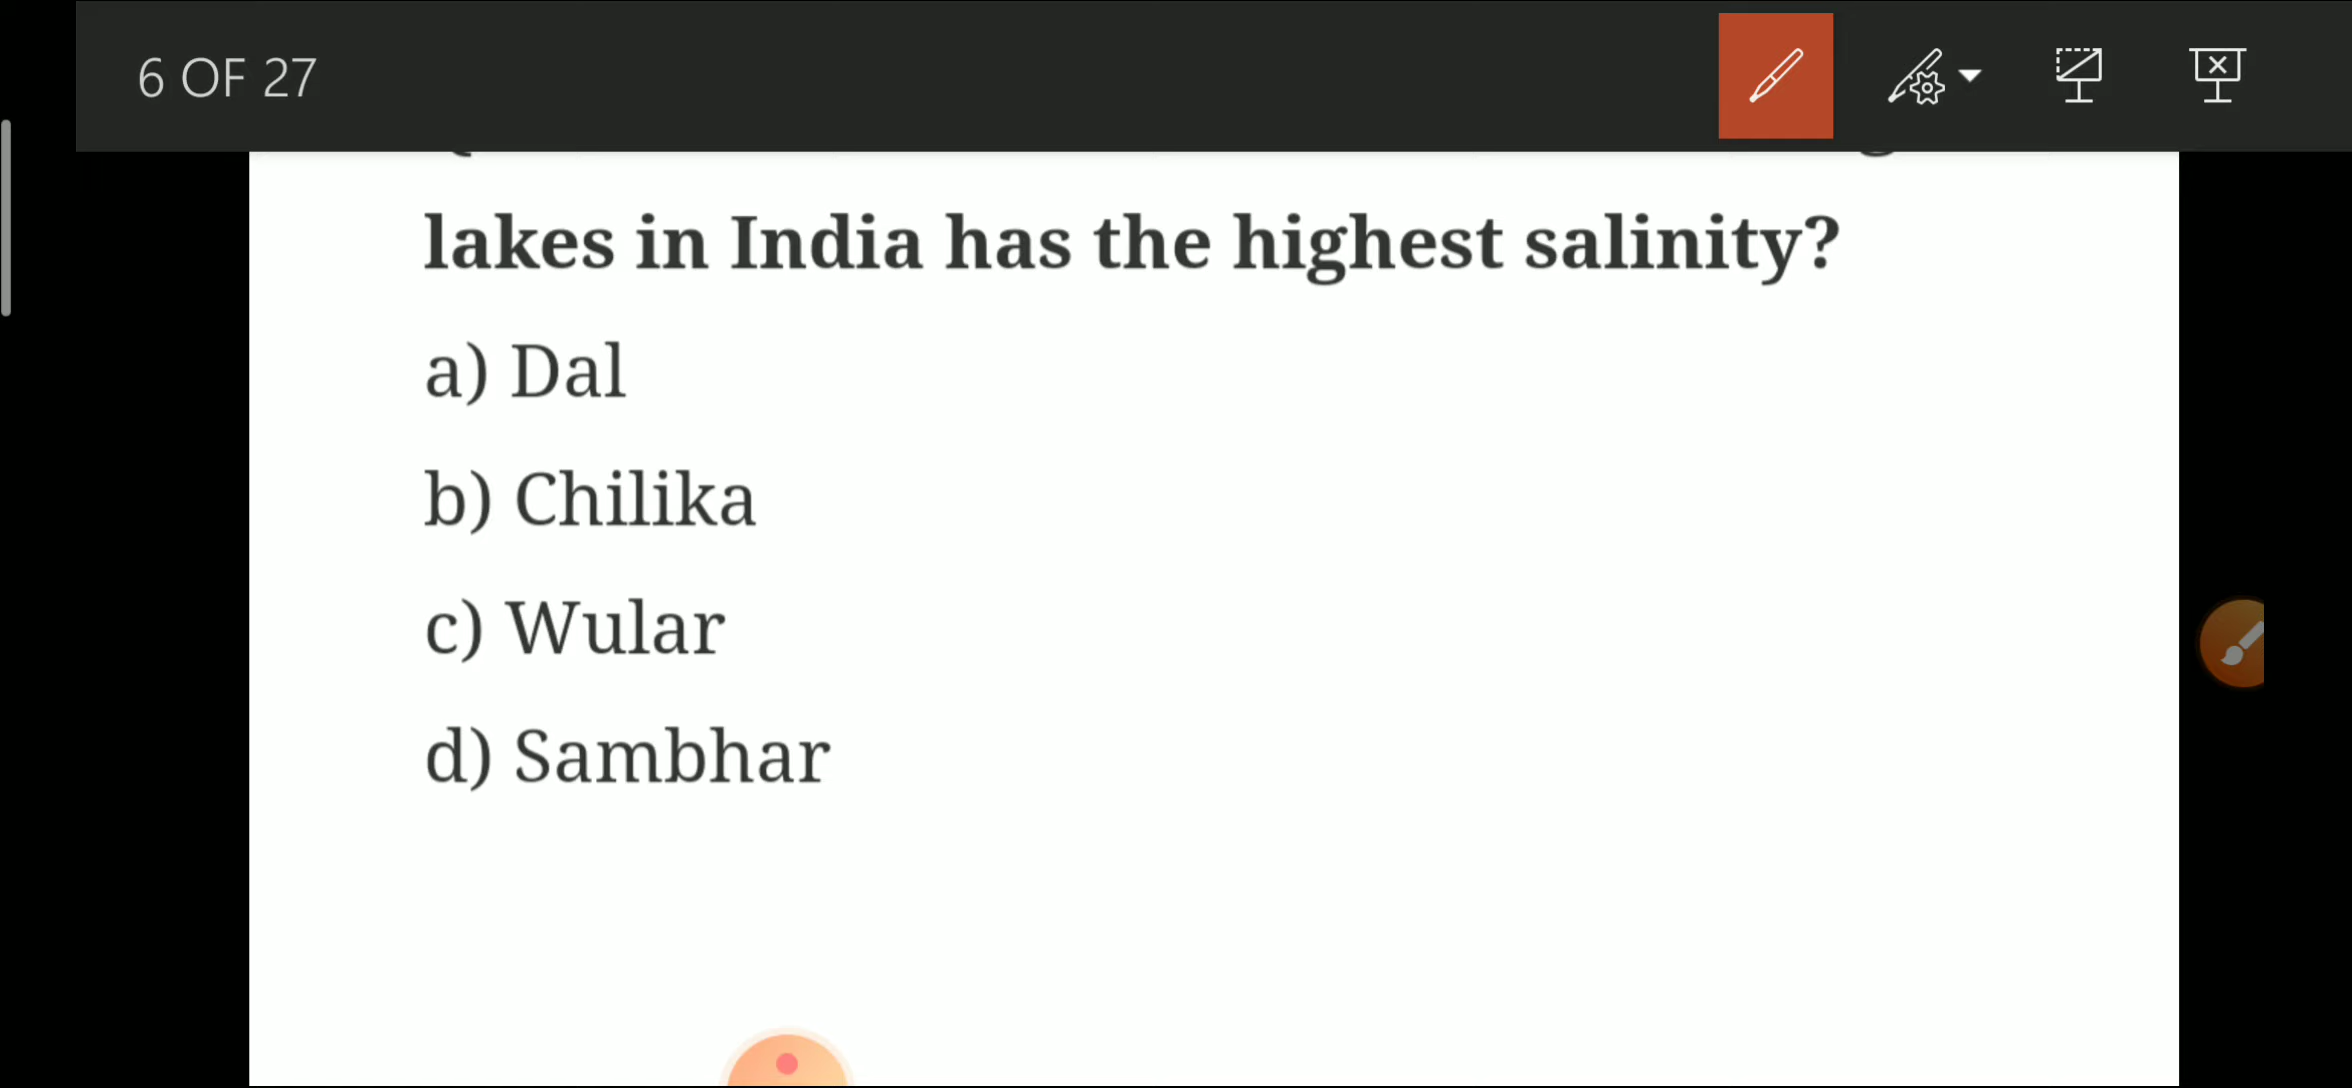 6 OF 27
lakes in India has the highest salinity?
a) Dal
b) Chilika
c) Wular
d) Sambhar